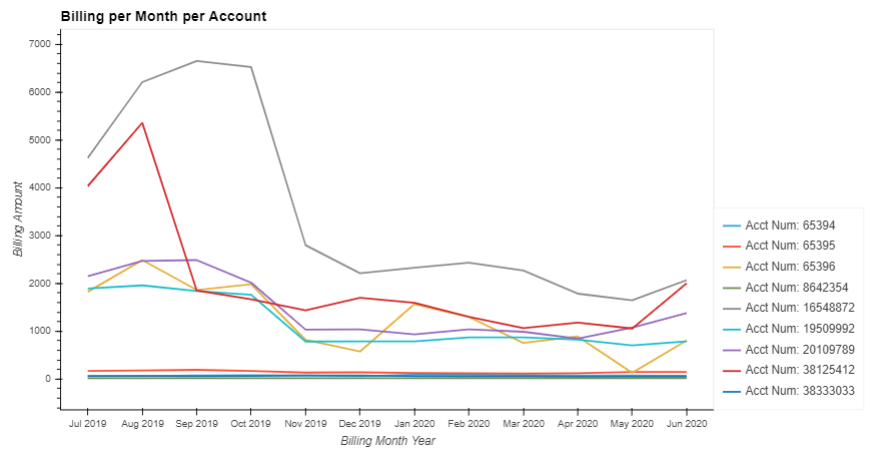 Billing per Month per Account
7000
6000
5000
4000
3000
2000
1000
0
Billing Amount
Jul 2019 Aug 2019 Sep 2019 Oct 2019 Nov 2019 Dec 2019 Jan 2020 Feb 2020 Mar 2020 Apr 2020 May 2020 Jun 2020
Billing Month Year
Acct Num: 65394
Acct Num: 65395
Acct Num: 65396
Acct Num: 8642354
Acct Num: 16548872
Acct Num: 19509992
Acct Num: 20109789
Acct Num: 38125412
Acct Num: 38333033